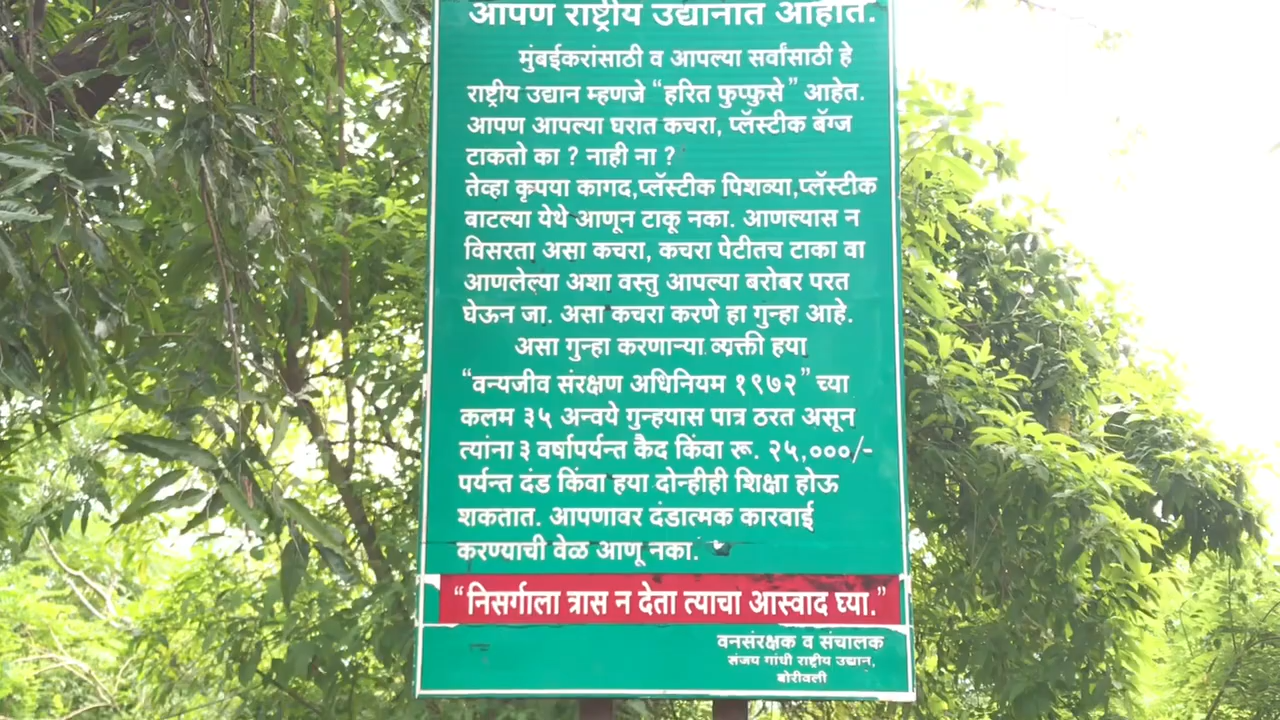 आपण राष्ट्रीय उद्यानात आहात.
मुंबईकरांसाठी व आपल्या सर्वांसाठी हे
राष्ट्रीय उद्यान म्हणजे “हरित फुप्फुसे” आहेत.
आपण आपल्या घरात कचरा, प्लॅस्टीक बॅग्ज
टाकतो का ? नाही ना ?
तेव्हा कृपया कागद,प्लॅस्टीक पिशव्या,प्लॅस्टीक
बाटल्या येथे आणून टाकू नका. आणल्यास न
विसरता असा कचरा, कचरा पेटीतच टाका वा
आणलेल्या अशा वस्तु आपल्या बरोबर परत
घेऊन जा. असा कचरा करणे हा गुन्हा आहे.
असा गुन्हा करणाऱ्या व्यक्ती हया
“वन्यजीव संरक्षण अधिनियम १९७२” च्या
कलम ३५ अन्वये गुन्हयास पात्र ठरत असून
त्यांना ३ वर्षापर्यन्त कैद किंवा रू. २५,०००/-
पर्यन्त दंड किंवा हया दोन्हीही शिक्षा होऊ
शकतात. आपणावर दंडात्मक कारवाई
करण्याची वेळ आणू नका.
“निसर्गाला त्रास न देता त्याचा आस्वाद घ्या.”
वनसंरक्षक व संचालक
संजय गांधी राष्ट्रीय उद्यान,
बोरीवली